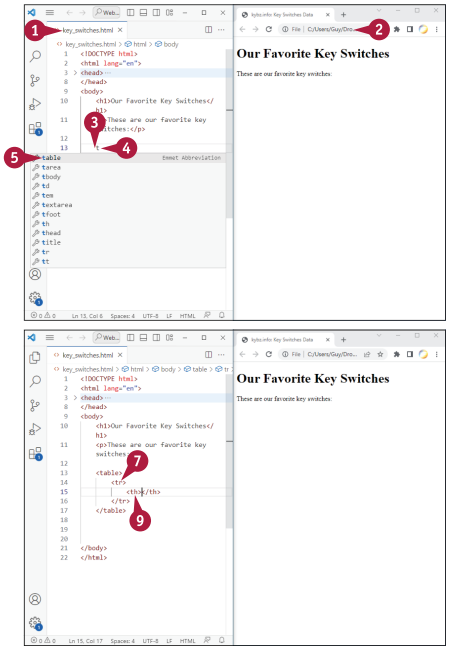 Web...
key_switches.html
key_switches.html > html > body
1 <!DOCTYPE html>
2 <html lang="en">
3 <head>...
8 </head>
9 <body>
10 <h1>Our Favorite Key Switches</
h1>
11 These are our favorite key
switches:</p>
12
13 t
table Emmet Abbreviation
tarea
tbody
td
tem
textarea
tfoot
th
thead
title
tr
tt
0 0 Ln 13, Col 6 Spaces: 4 UTF-8 LF HTML
1
3
4
5
kybs.info: Key Switches Data
File C:/Users/Guy/Dro...
2
Our Favorite Key Switches
These are our favorite key switches:
Web...
key_switches.html
key_switches.html > html > body > table > tr
1 <!DOCTYPE html>
2 <html lang="en">
3 <head>...
8 </head>
9 <body>
10 <h1>Our Favorite Key Switches</
h1>
11 <p>These are our favorite key
switches
12
13 <table>
14 <tr>
15 <th></th>
16 </tr>
17 </table>
18
19
20
21 </body>
22 </html>
7
9
0 0 Ln 15, Col 17 Spaces: 4 UTF-8 LF HTML
kybs.info: Key Switches Data
File C:/Users/Guy/Dro...
Our Favorite Key Switches
These are our favorite key switches: